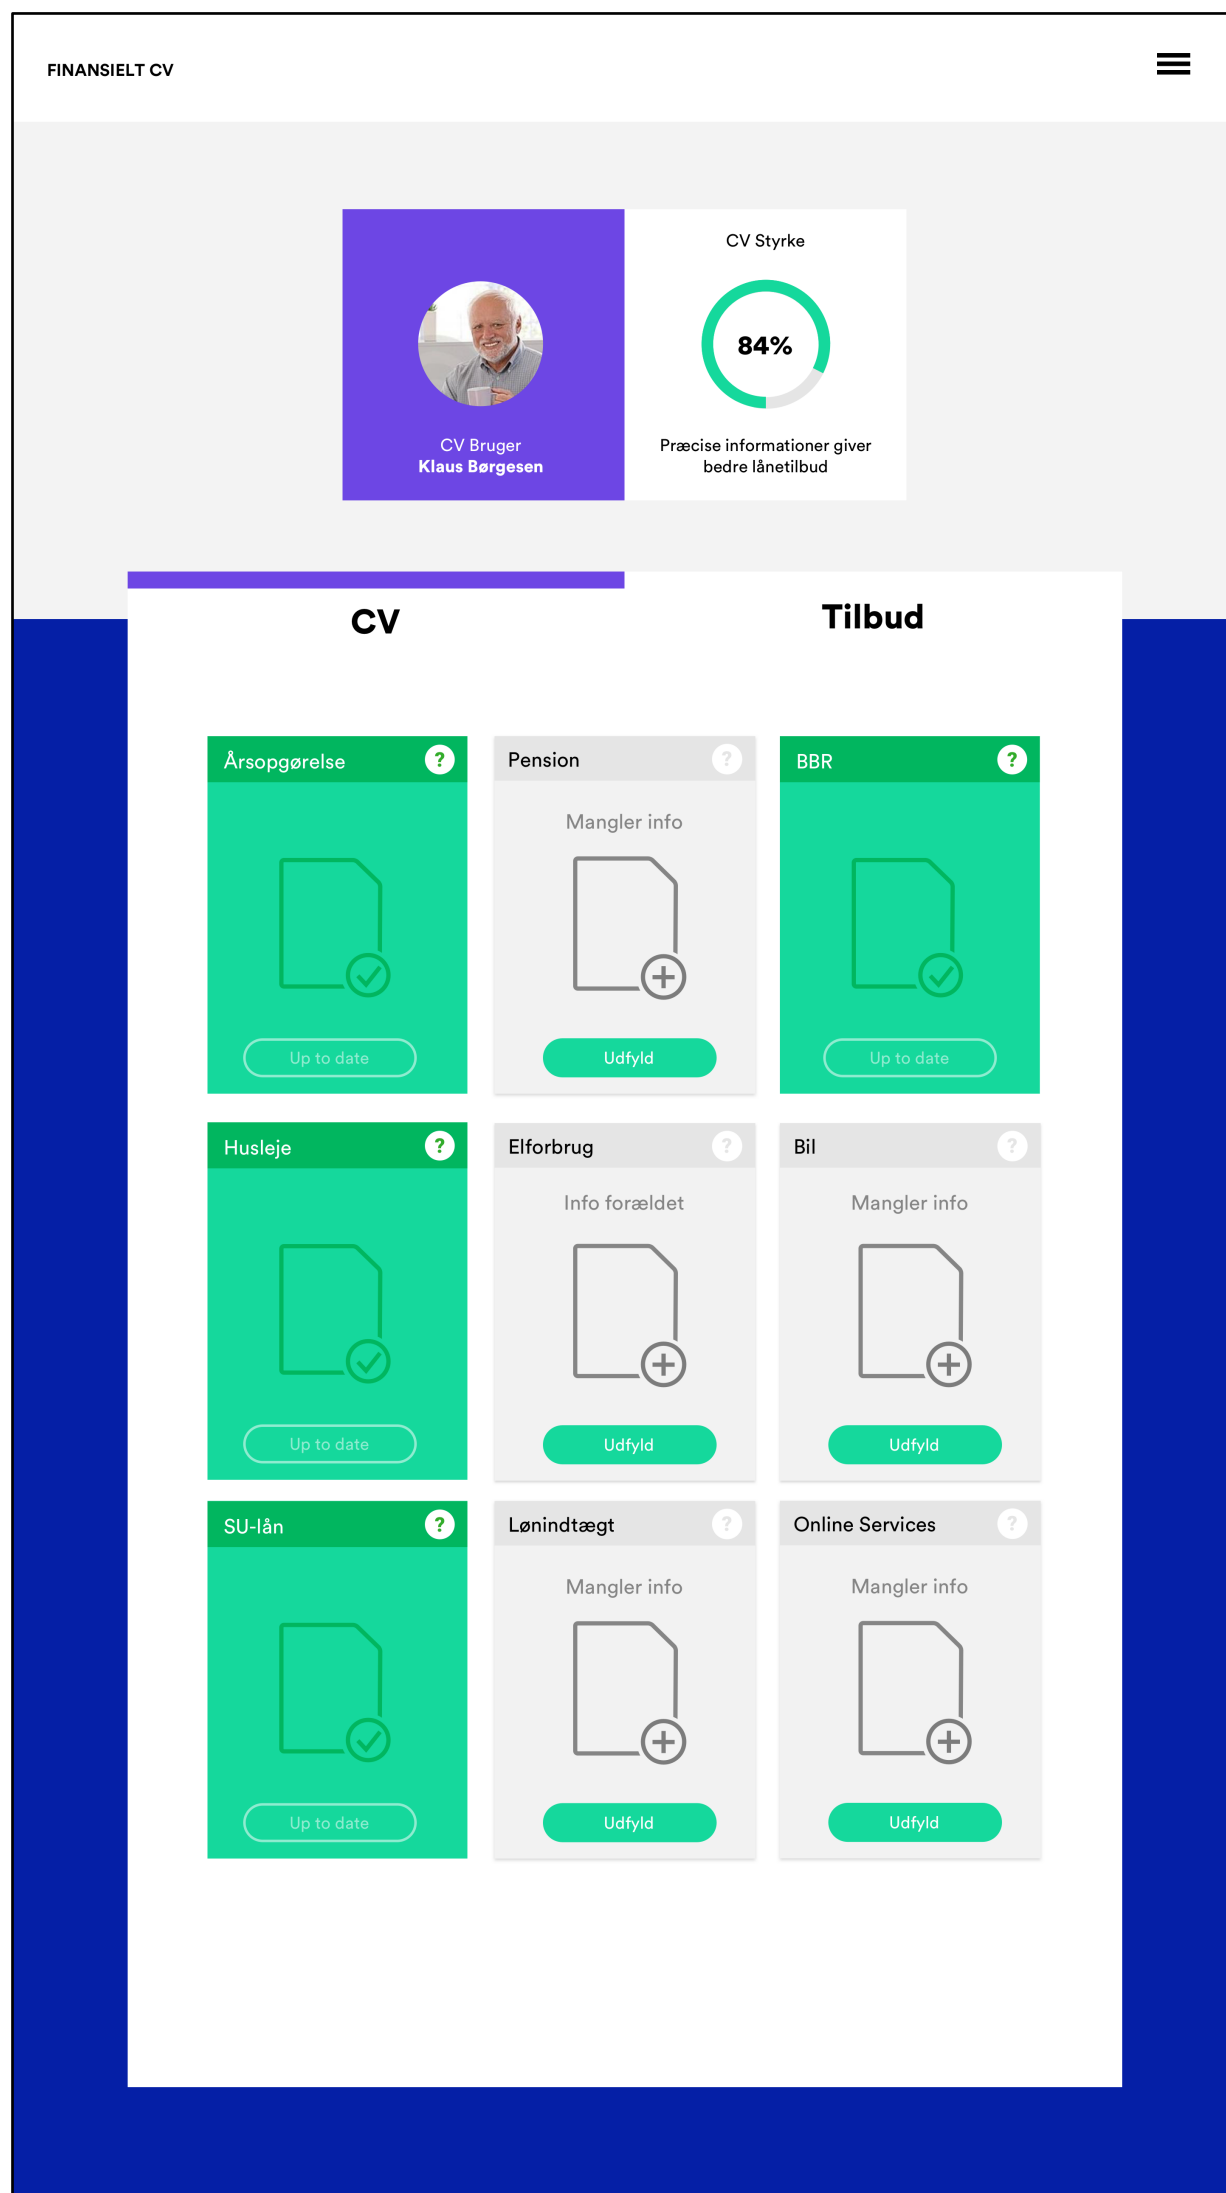 FINANSIELT CV
CV Bruger
Klaus Børgesen
CV Styrke
84%
Præcise informationer giver
bedre lånetilbud
CV
Tilbud
Årsopgørelse ?
Up to date
Pension ?
Mangler info
Udfyld
BBR ?
Up to date
Husleje ?
Up to date
Elforbrug ?
Info forældet
Udfyld
Bil ?
Mangler info
Udfyld
SU-lån ?
Up to date
Lønindtægt ?
Mangler info
Udfyld
Online Services ?
Mangler info
Udfyld